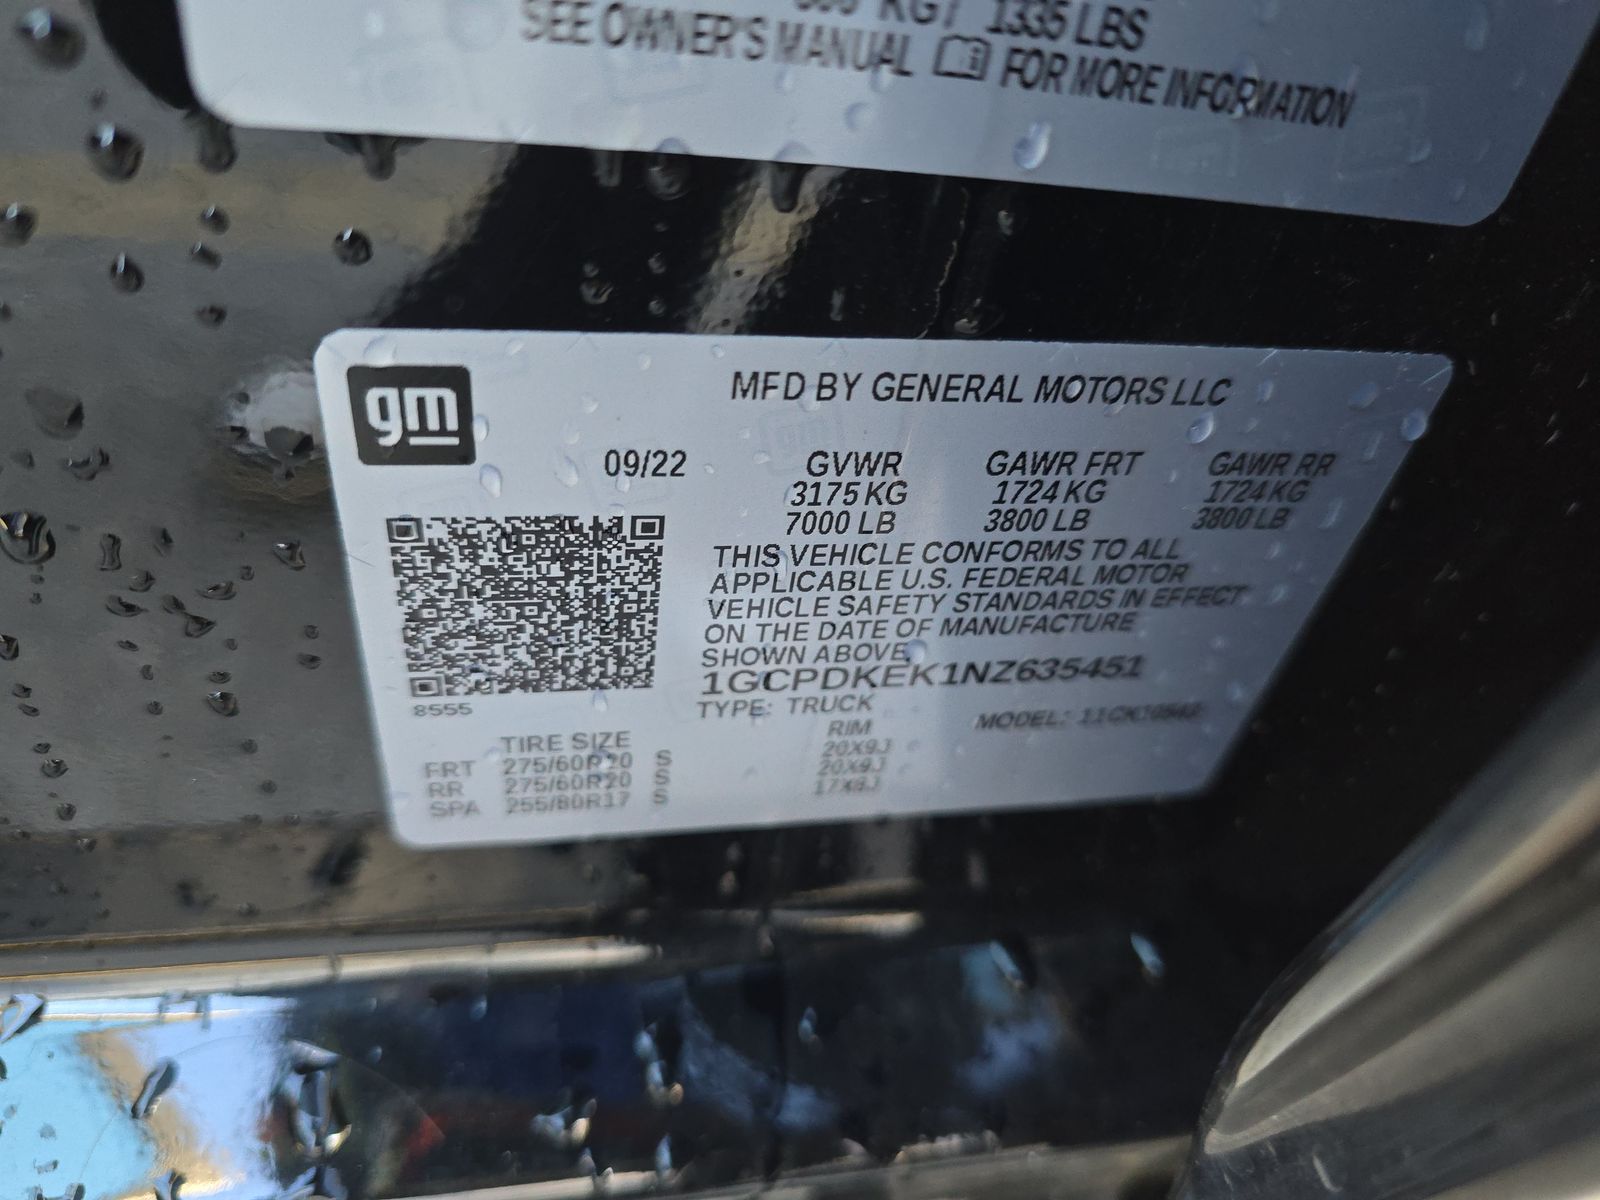 KG / 1335 LBS
SEE OWNER'S MANUAL FOR MORE INFORMATION
gm
MFD BY GENERAL MOTORS LLC
09/22 GVWR GAWR FRT GAWR RR
3175 KG 1724 KG 1724 KG
7000 LB 3800 LB 3800 LB
THIS VEHICLE CONFORMS TO ALL
APPLICABLE U.S. FEDERAL MOTOR
VEHICLE SAFETY STANDARDS IN EFFECT
ON THE DATE OF MANUFACTURE
SHOWN ABOVE.
1GCPDKEK1NZ635451
8555
TYPE: TRUCK MODEL:
TIRE SIZE RIM
FRT 275/60R20 S 20X9J
RR 275/60R20 S 20X9J
SPA 255/80R17 S 17X8J